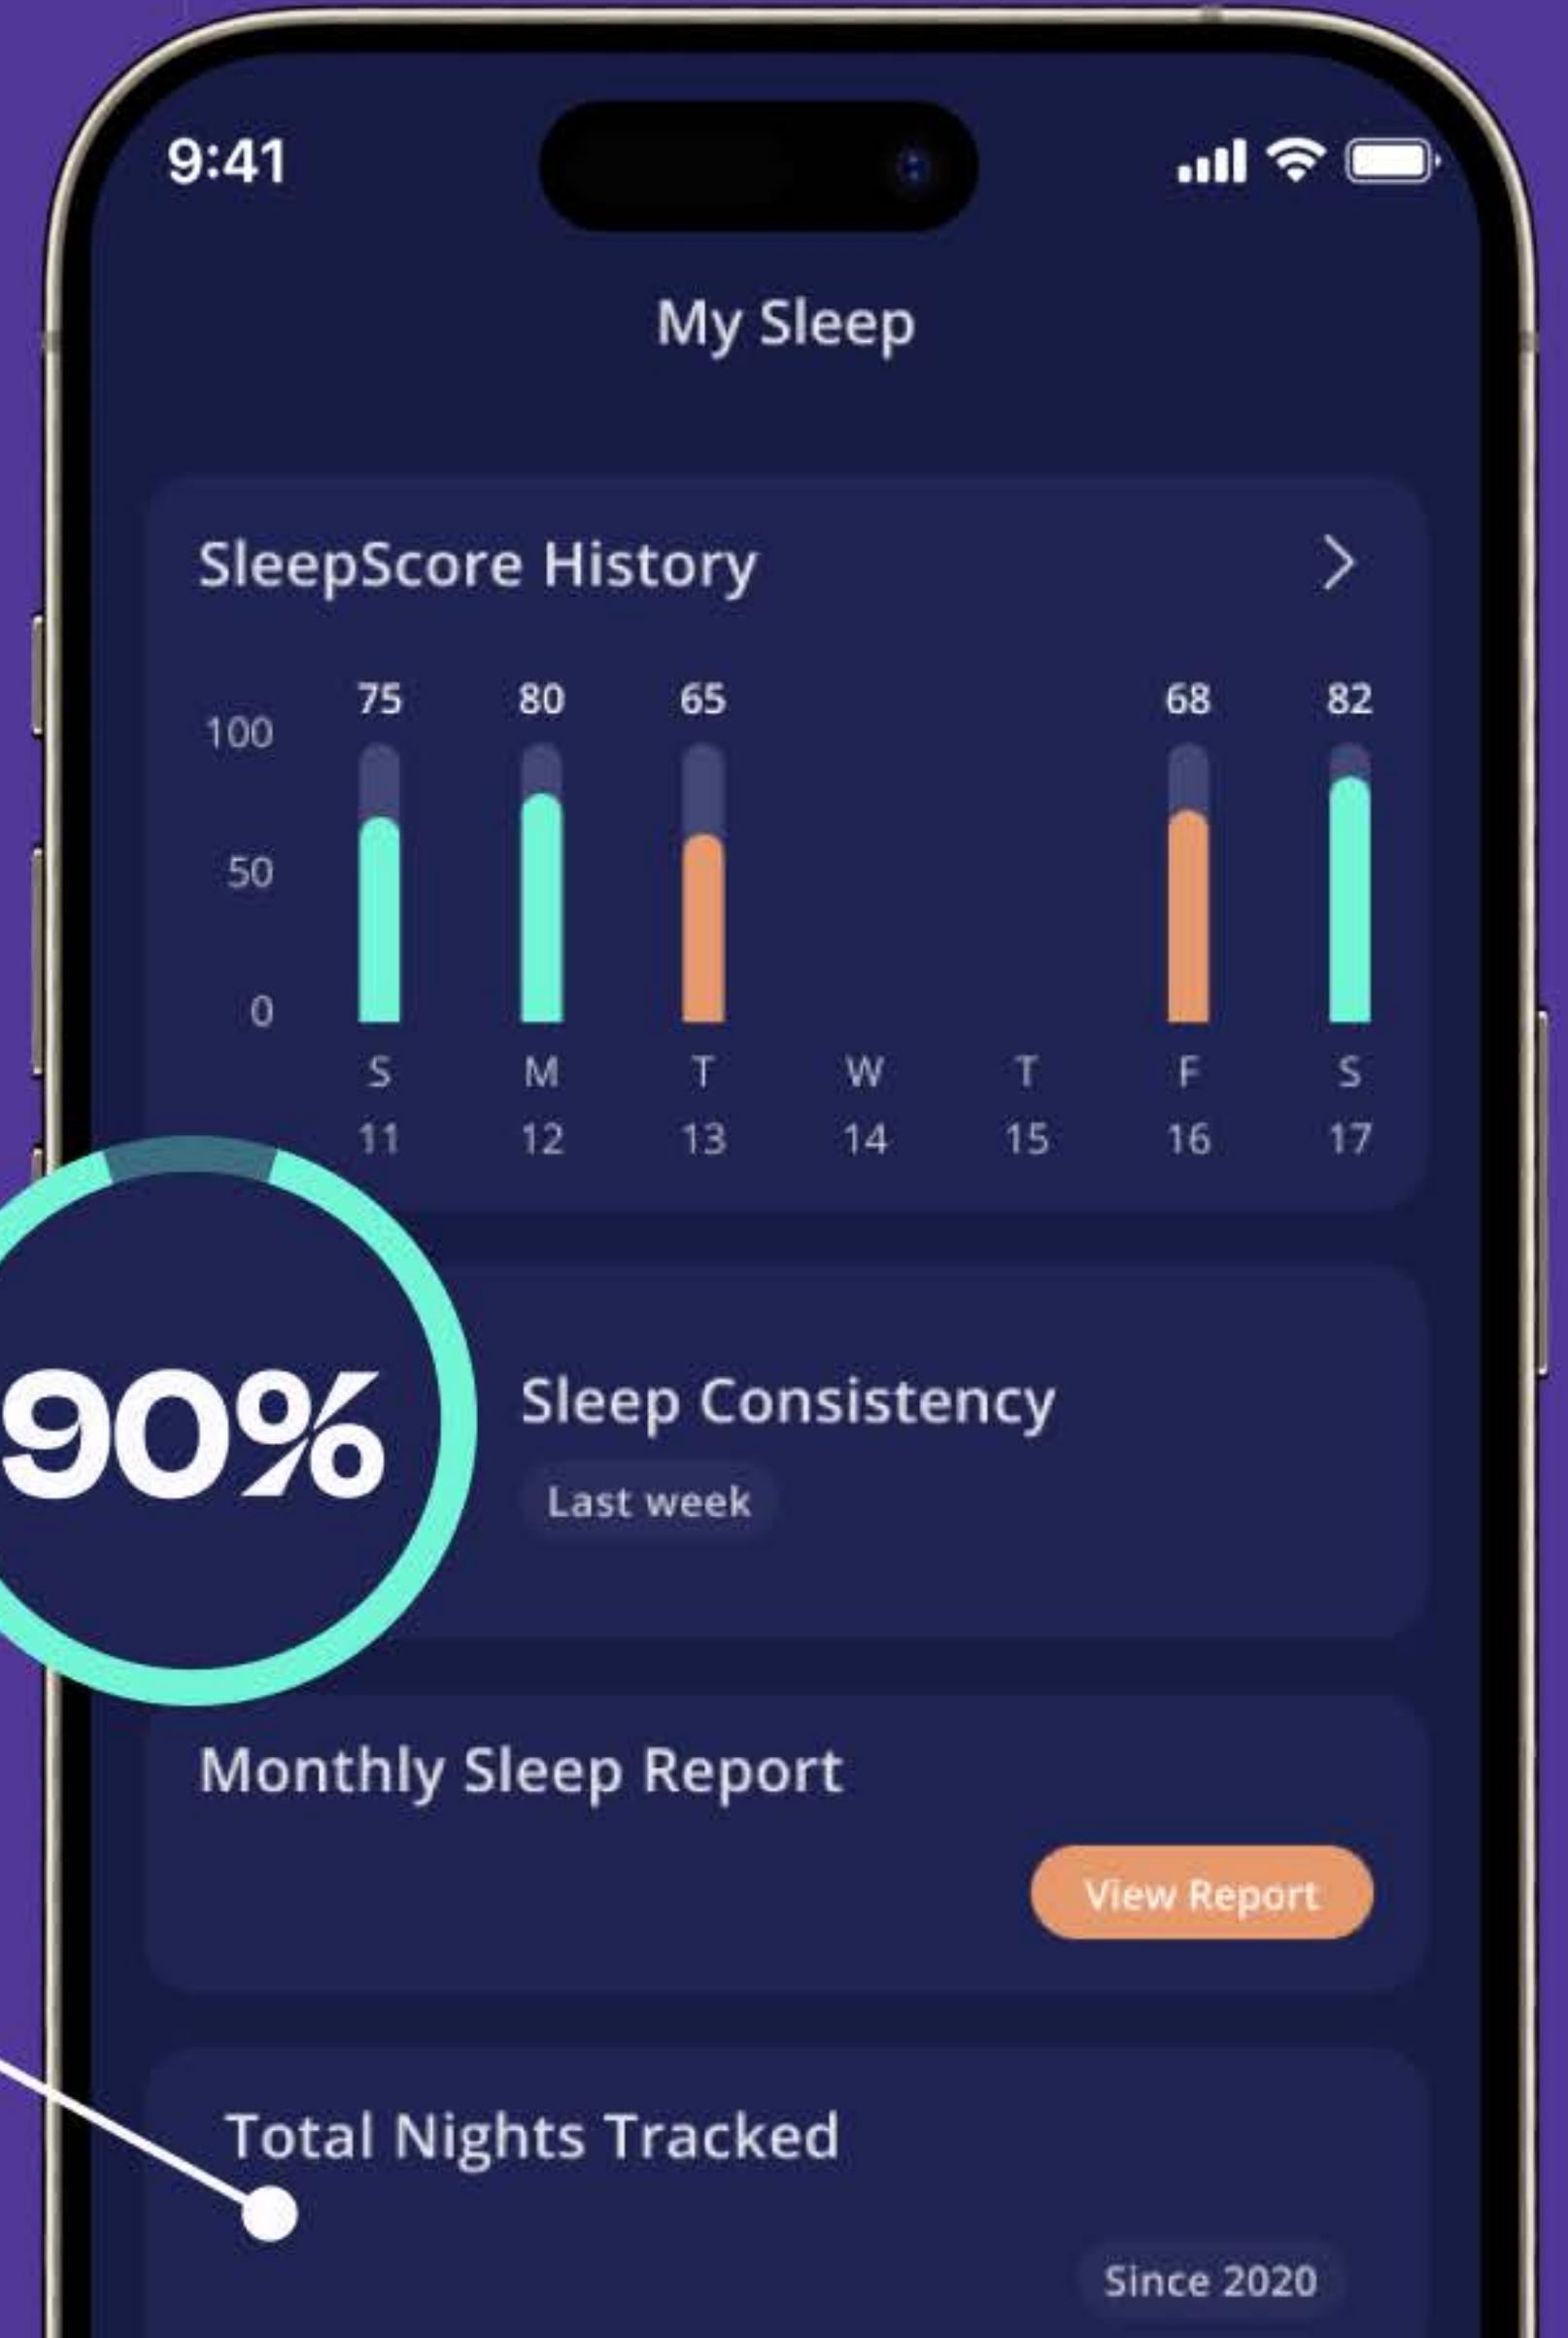 9:41
My Sleep
SleepScore History
75 80 65 68 82
100
50
0
S M T W T F S
11 12 13 14 15 16 17
90%
Sleep Consistency
Last week
Monthly Sleep Report
View Report
Total Nights Tracked
Since 2020